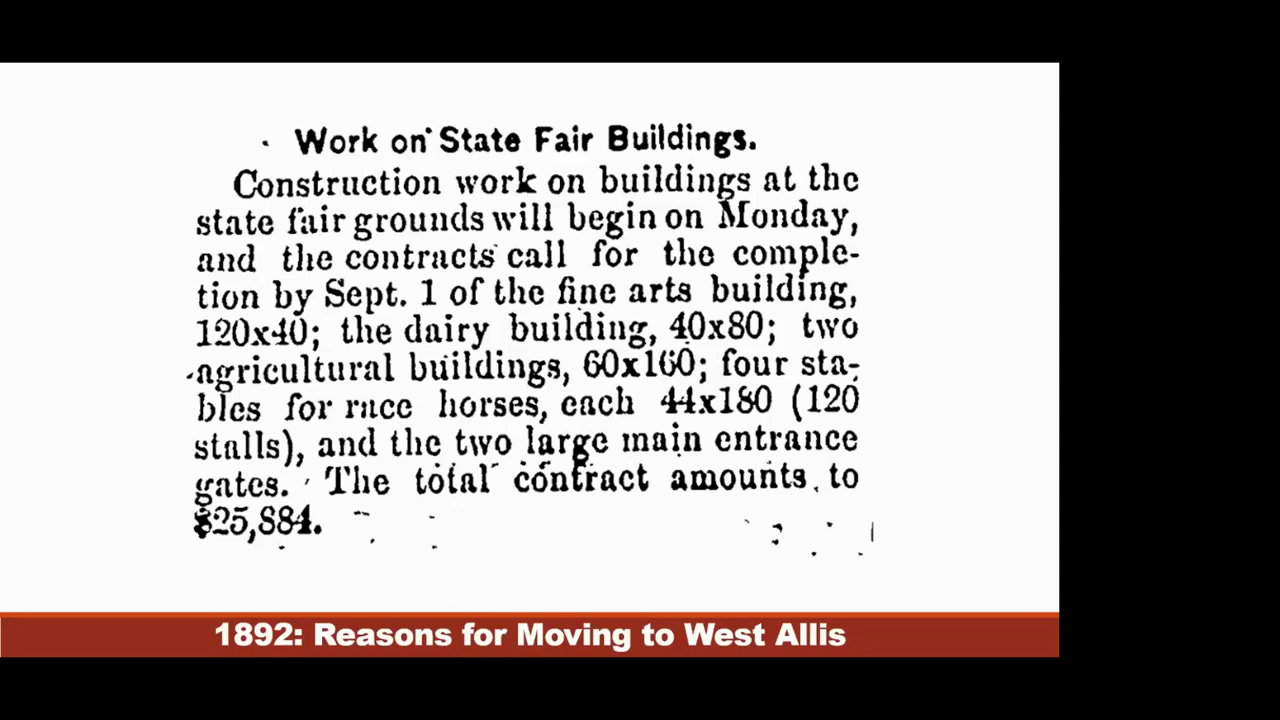 Work on State Fair Buildings.
Construction work on buildings at the
state fair grounds will begin on Monday,
and the contracts call for the comple-
tion by Sept. 1 of the fine arts building,
120x40; the dairy building, 40x80; two
agricultural buildings, 60x160; four sta-
bles for race horses, each 44x180 (120
stalls), and the two large main entrance
gates. The total contract amounts to
$25,884.
1892: Reasons for Moving to West Allis